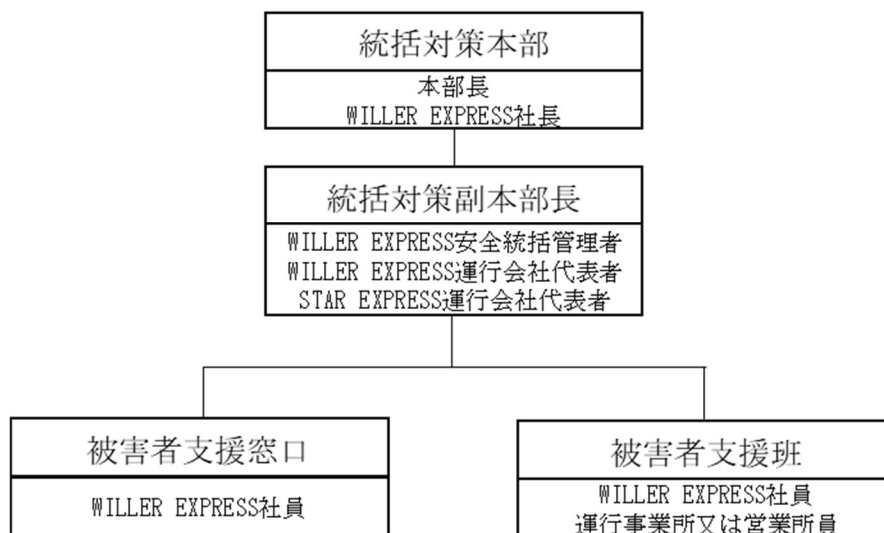 統括対策本部
本部長
WILLER EXPRESS社長
統括対策副本部長
WILLER EXPRESS安全統括管理者
WILLER EXPRESS運行会社代表者
STAR EXPRESS運行会社代表者
被害者支援窓口
WILLER EXPRESS社員
被害者支援班
WILLER EXPRESS社員
運行事業所又は営業所員